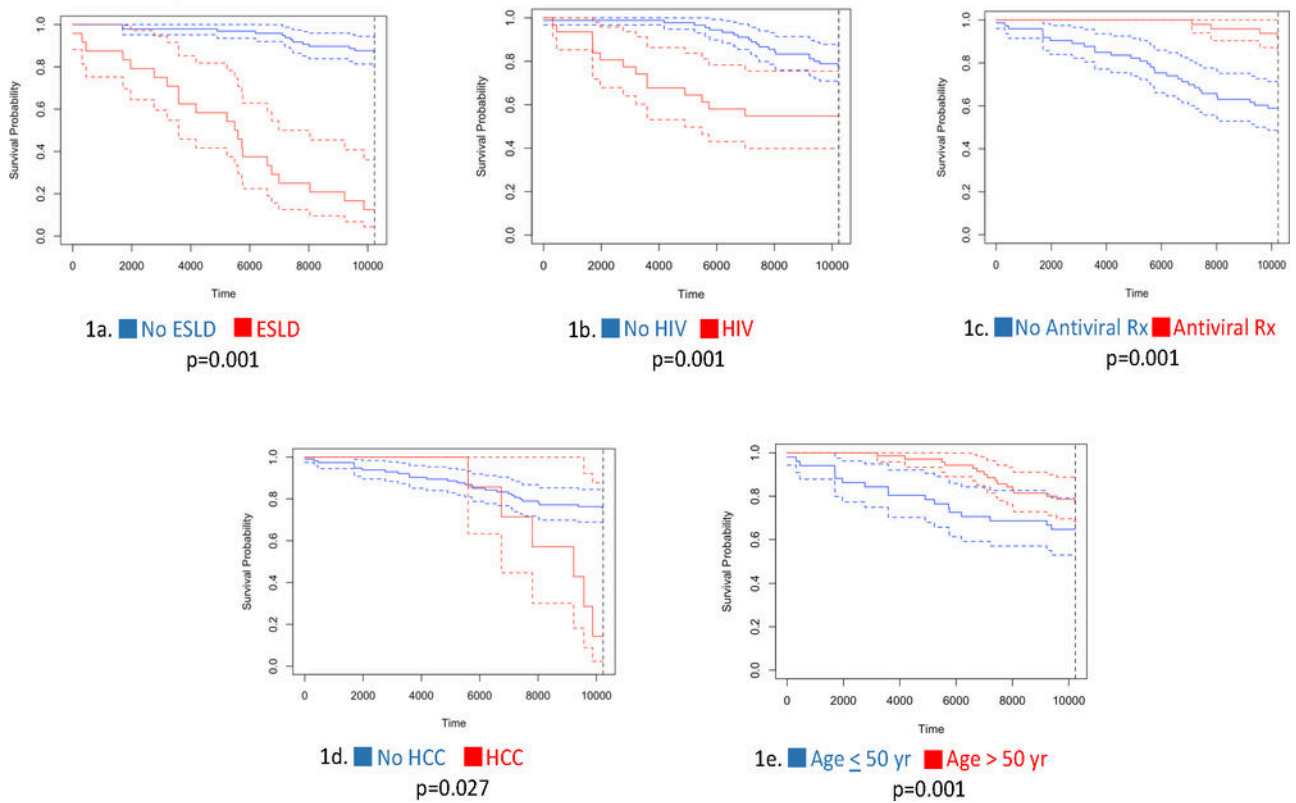 Survival Probability
0.0 0.2 0.4 0.6 0.8 1.0
0 2000 4000 6000 8000 10000
Time
1a. No ESLD ESLD
p=0.001
Survival Probability
0.0 0.2 0.4 0.6 0.8 1.0
0 2000 4000 6000 8000 10000
Time
1b. No HIV HIV
p=0.001
Survival Probability
0.0 0.2 0.4 0.6 0.8 1.0
0 2000 4000 6000 8000 10000
Time
1c. No Antiviral Rx Antiviral Rx
p=0.001
Survival Probability
0.0 0.2 0.4 0.6 0.8 1.0
0 2000 4000 6000 8000 10000
Time
1d. No HCC HCC
p=0.027
Survival Probability
0.0 0.2 0.4 0.6 0.8 1.0
0 2000 4000 6000 8000 10000
Time
1e. Age ≤ 50 yr Age > 50 yr
p=0.001